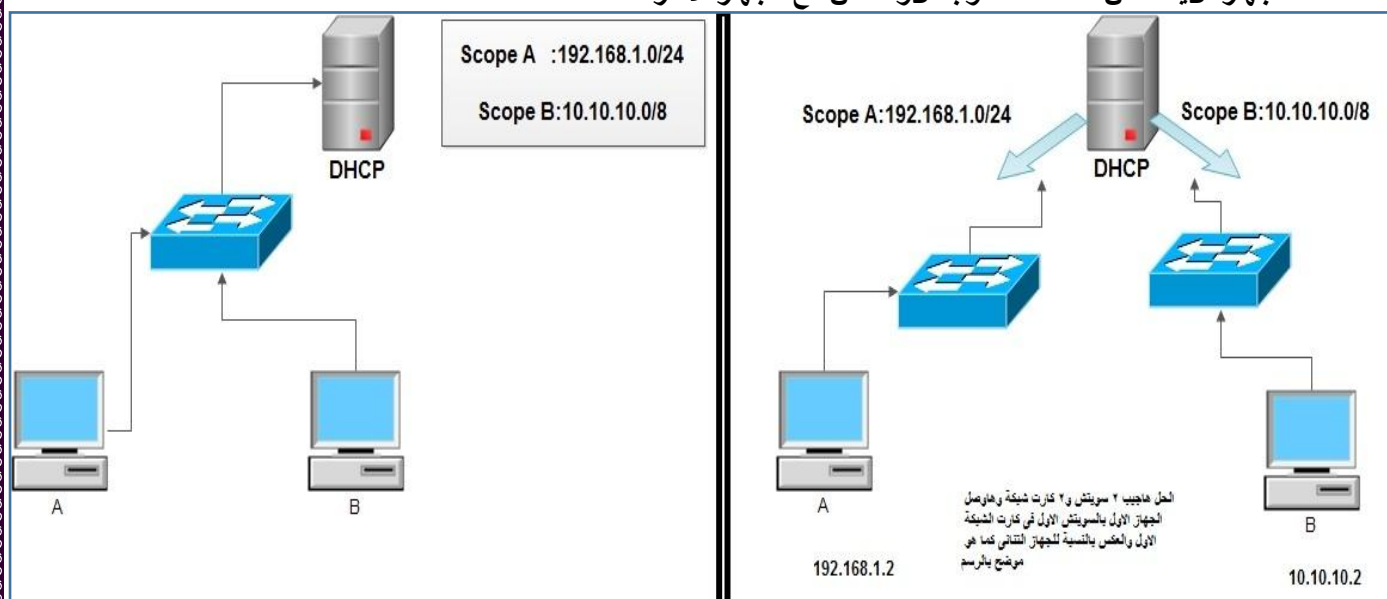 Scope A :192.168.1.0/24
Scope B:10.10.10.0/8
DHCP
A
B
Scope A:192.168.1.0/24
Scope B:10.10.10.0/8
DHCP
A
192.168.1.2
الحل هاجيب ٢ سويتش و٢ كارت شبكة وهاوصل
الجهاز الاول بالسويتش الاول فى كارت الشبكة
الاول والعكس بالنسبة للجهاز التانى كما هو
موضح بالرسم
B
10.10.10.2